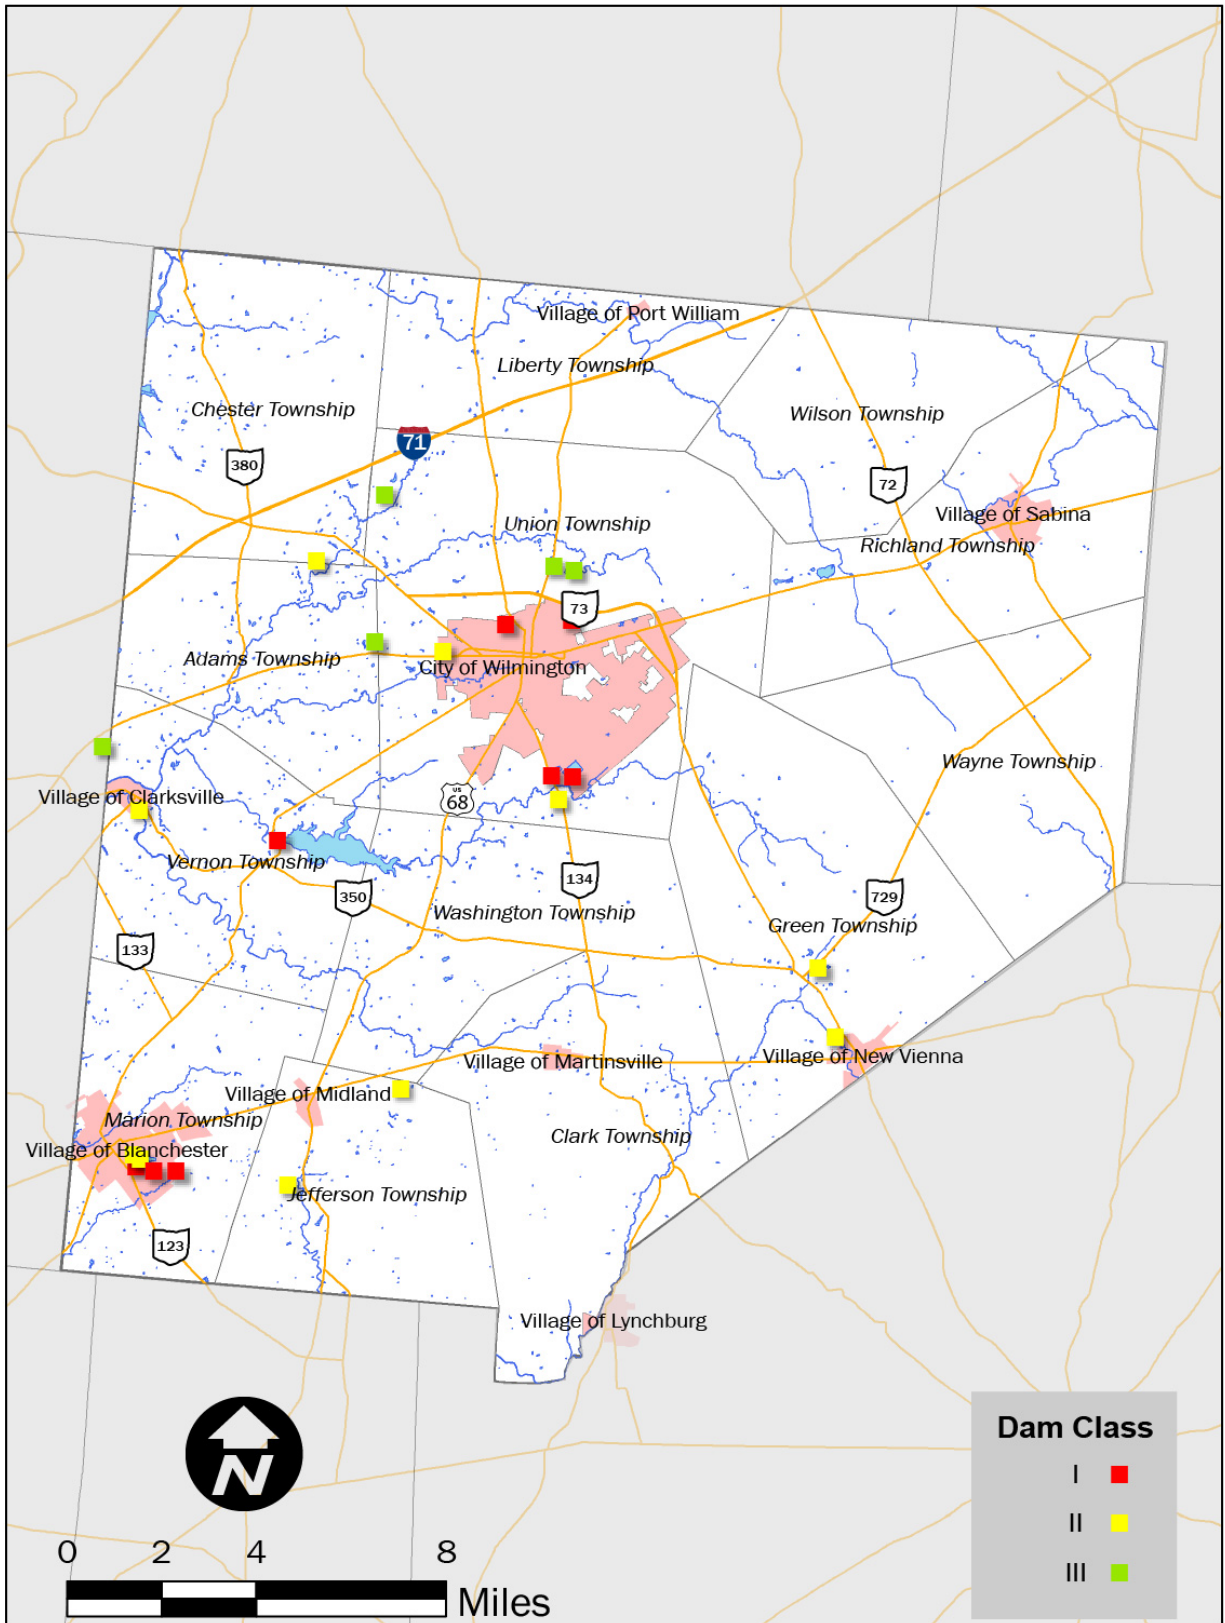 Village of Port William
Liberty Township
Chester Township
Wilson Township
71
380
72
Village of Sabina
Union Township
Richland Township
73
Adams Township
City of Wilmington
Wayne Township
Village of Clarksville
US
68
Vernon Township
134
350
729
Washington Township
Green Township
133
Village of Martinsville
Village of New Vienna
Village of Midland
Marion Township
Clark Township
Village of Blanchester
Jefferson Township
123
Village of Lynchburg
N
0 2 4 8
Miles
Dam Class
I
II
III